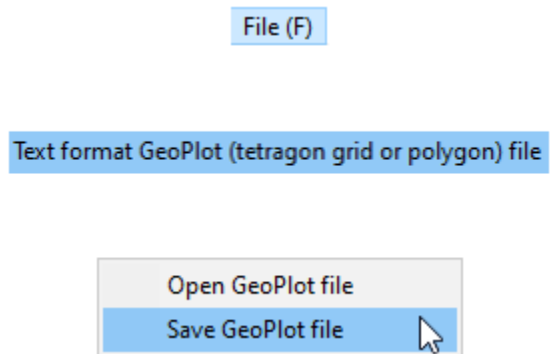 File (F)
Text format GeoPlot (tetragon grid or polygon) file
Open GeoPlot file
Save GeoPlot file